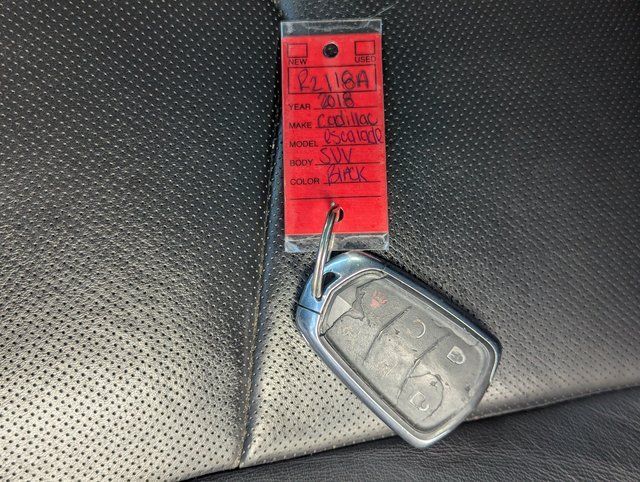 NEW USED
R2118A
YEAR 2018
MAKE Cadillac
MODEL escalade
BODY SUV
COLOR Black